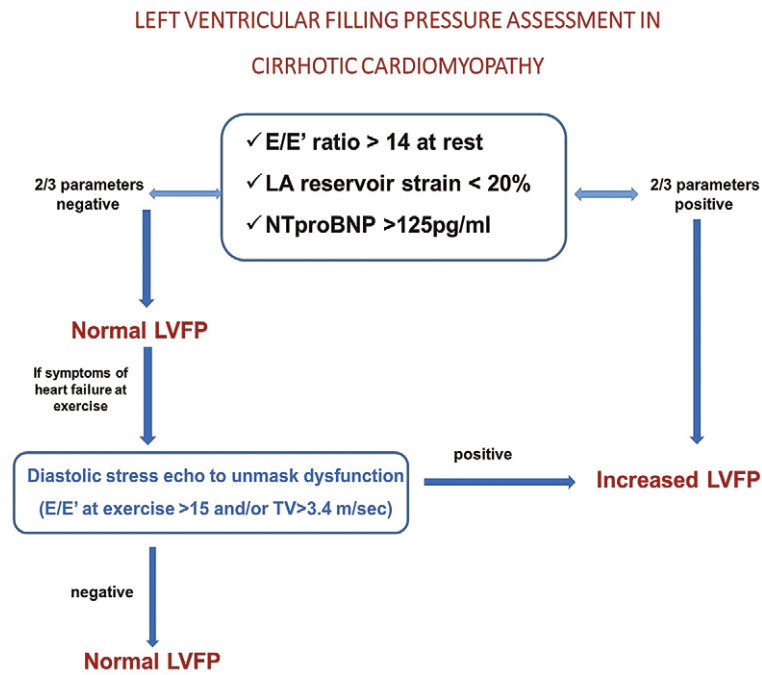 LEFT VENTRICULAR FILLING PRESSURE ASSESSMENT IN
CIRRHOTIC CARDIOMYOPATHY
✓ E/E’ ratio > 14 at rest
✓ LA reservoir strain < 20%
✓ NTproBNP >125pg/ml
2/3 parameters
negative
2/3 parameters
positive
Normal LVFP
If symptoms of
heart failure at
exercise
Diastolic stress echo to unmask dysfunction
(E/E’ at exercise >15 and/or TV>3.4 m/sec)
positive
Increased LVFP
negative
Normal LVFP